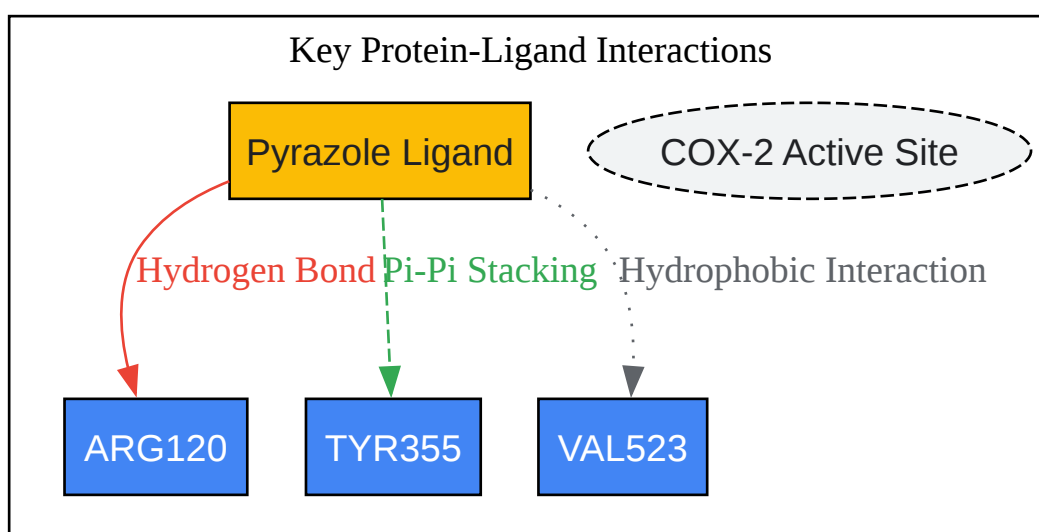 Key Protein-Ligand Interactions
Pyrazole Ligand
COX-2 Active Site
Hydrogen Bond
Pi-Pi Stacking
Hydrophobic Interaction
ARG120
TYR355
VAL523